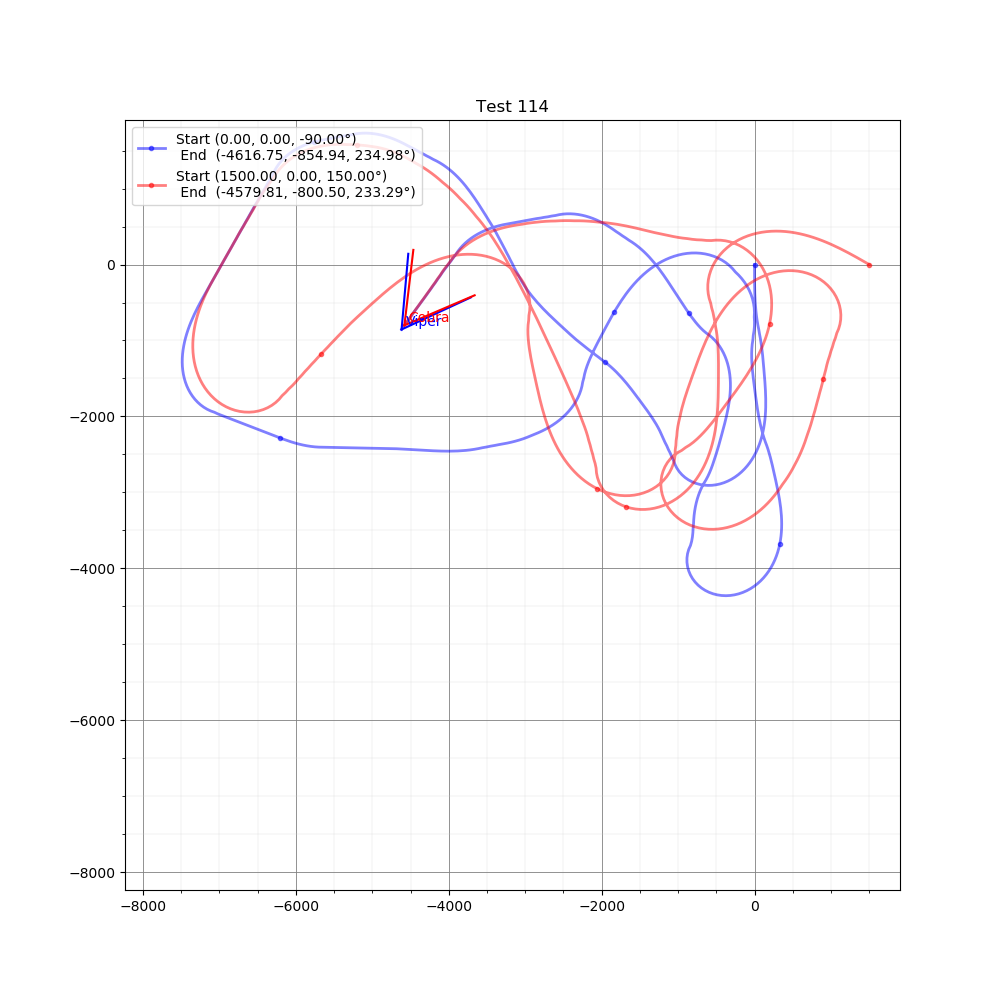 Test 114
Start (0.00, 0.00, -90.00°)
End (-4616.75, -854.94, 234.98°)
Start (1500.00, 0.00, 150.00°)
End (-4579.81, -800.50, 233.29°)
0
−2000
−4000
−6000
−8000
Cobra
Viper
−8000 −6000 −4000 −2000 0